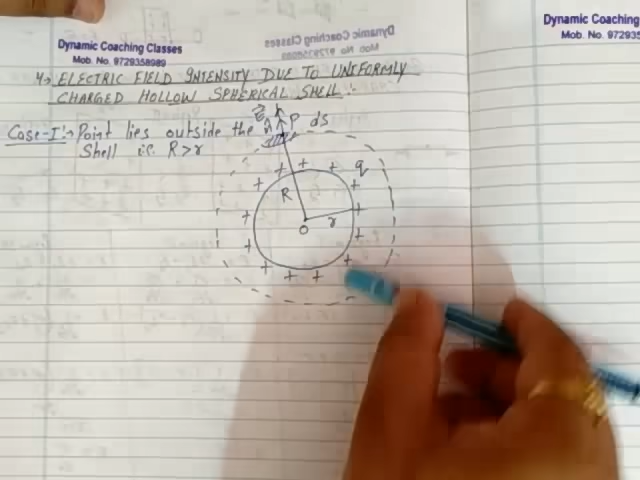 Dynamic Coaching Classes
Mob. No. 9729358989
Dynamic Coaching
Mob. No. 9735
4→ ELECTRIC FIELD INTENSITY DUE TO UNIFORMLY
CHARGED HOLLOW SPHERICAL SHELL :-
Case-I :→ Point lies outside the
Shell i.e. R>r
E n̂ P ds
q
R
r
O